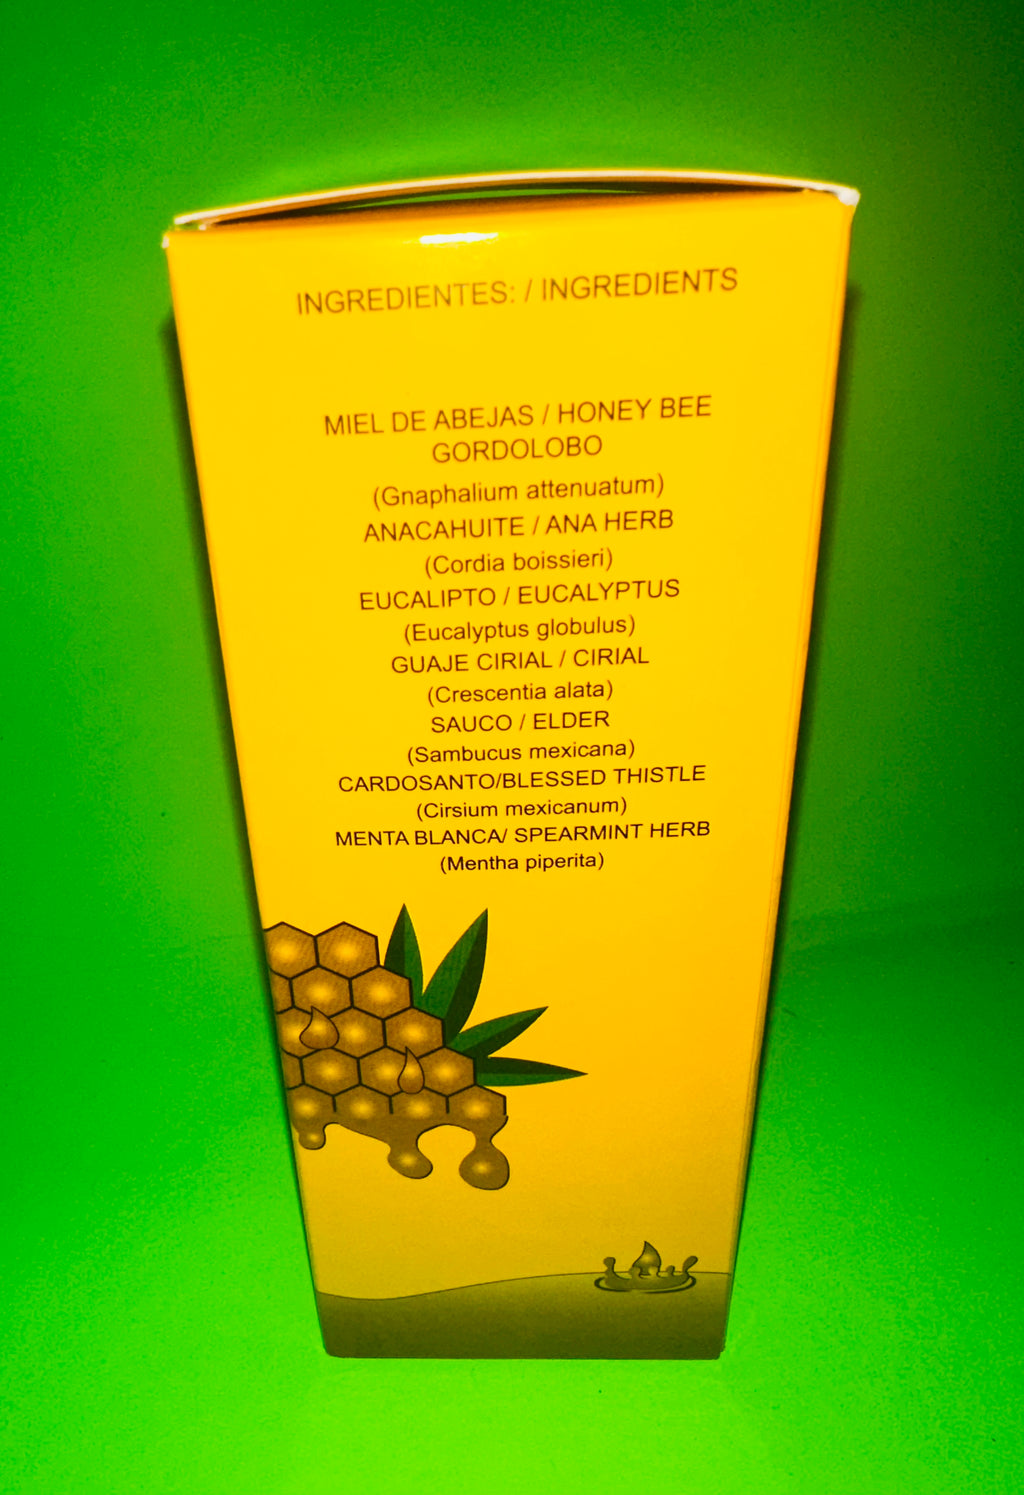 INGREDIENTES: / INGREDIENTS
MIEL DE ABEJAS / HONEY BEE
GORDOLOBO
(Gnaphalium attenuatum)
ANACAHUITE / ANA HERB
(Cordia boissieri)
EUCALIPTO / EUCALYPTUS
(Eucalyptus globulus)
GUAJE CIRIAL / CIRIAL
(Crescentia alata)
SAUCO / ELDER
(Sambucus mexicana)
CARDOSANTO/BLESSED THISTLE
(Cirsium mexicanum)
MENTA BLANCA/ SPEARMINT HERB
(Mentha piperita)